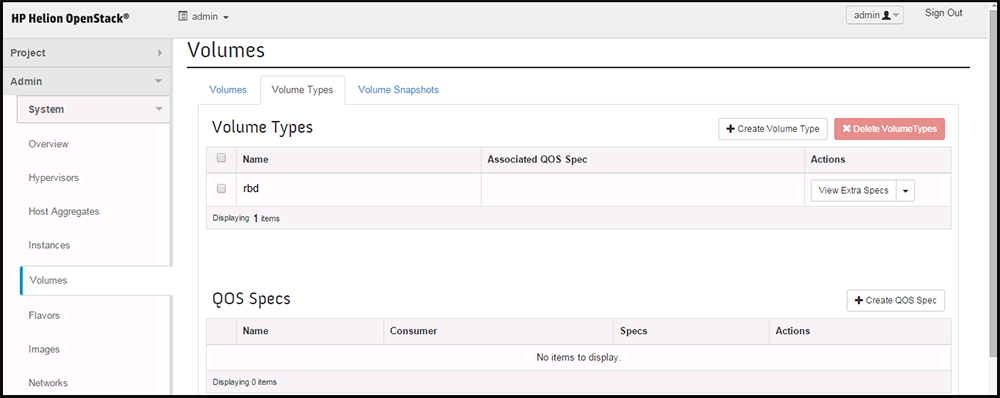 HP Helion OpenStack® admin admin Sign Out
Project
Admin
System
Overview
Hypervisors
Host Aggregates
Instances
Volumes
Flavors
Images
Networks
Volumes
Volumes Volume Types Volume Snapshots
Volume Types + Create Volume Type ✖ Delete VolumeTypes
Name Associated QOS Spec Actions
rbd View Extra Specs
Displaying 1 items
QOS Specs + Create QOS Spec
Name Consumer Specs Actions
No items to display.
Displaying 0 items